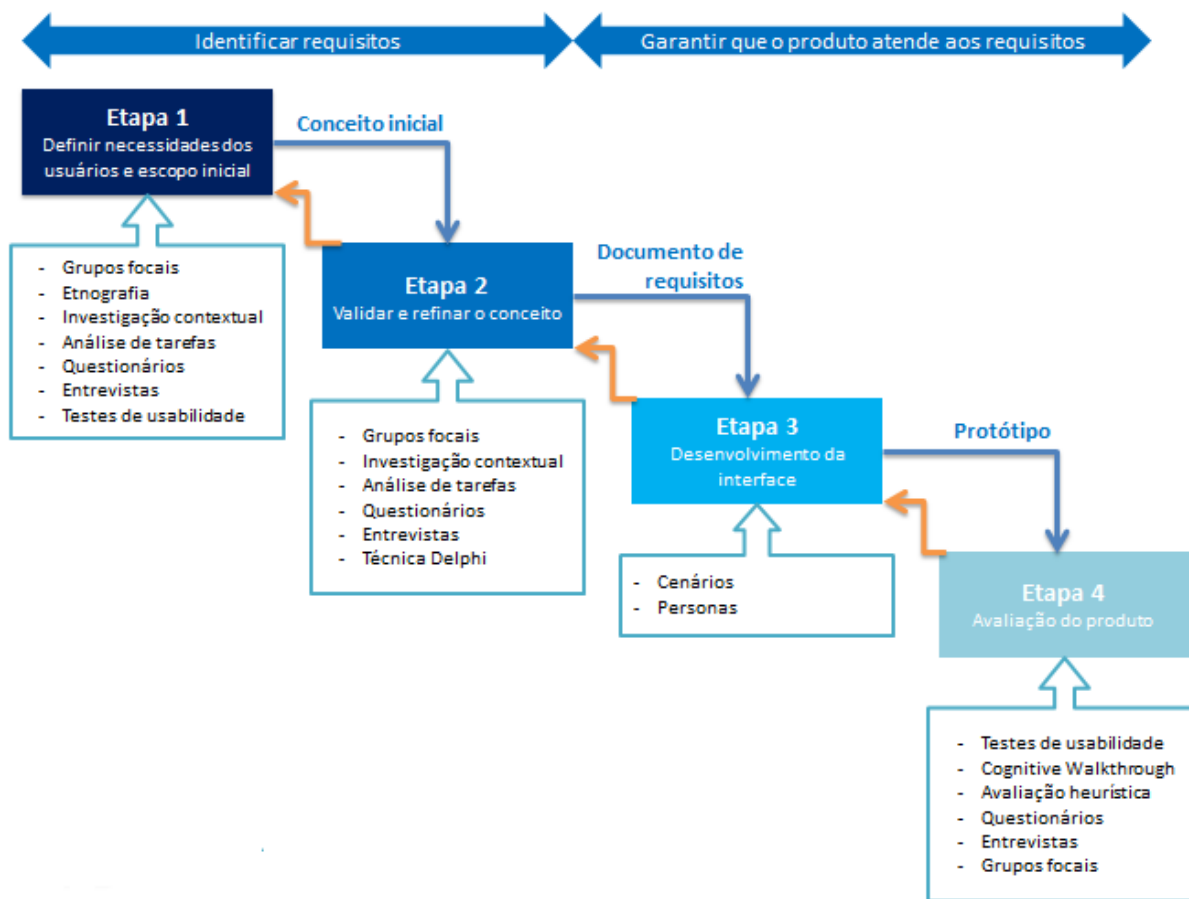 Identificar requisitos
Garantir que o produto atende aos requisitos
Etapa 1
Definir necessidades dos
usuários e escopo inicial
Conceito inicial
- Grupos focais
- Etnografia
- Investigação contextual
- Análise de tarefas
- Questionários
- Entrevistas
- Testes de usabilidade
Etapa 2
Validar e refinar o conceito
Documento de
requisitos
- Grupos focais
- Investigação contextual
- Análise de tarefas
- Questionários
- Entrevistas
- Técnica Delphi
Etapa 3
Desenvolvimento da
interface
Protótipo
- Cenários
- Personas
Etapa 4
Avaliação do produto
- Testes de usabilidade
- Cognitive Walkthrough
- Avaliação heurística
- Questionários
- Entrevistas
- Grupos focais